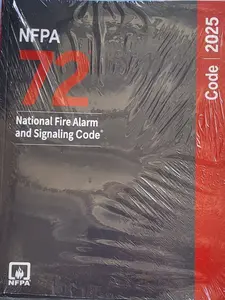 NFPA
72
National Fire Alarm
and Signaling Code®
Code | 2025
NFPA